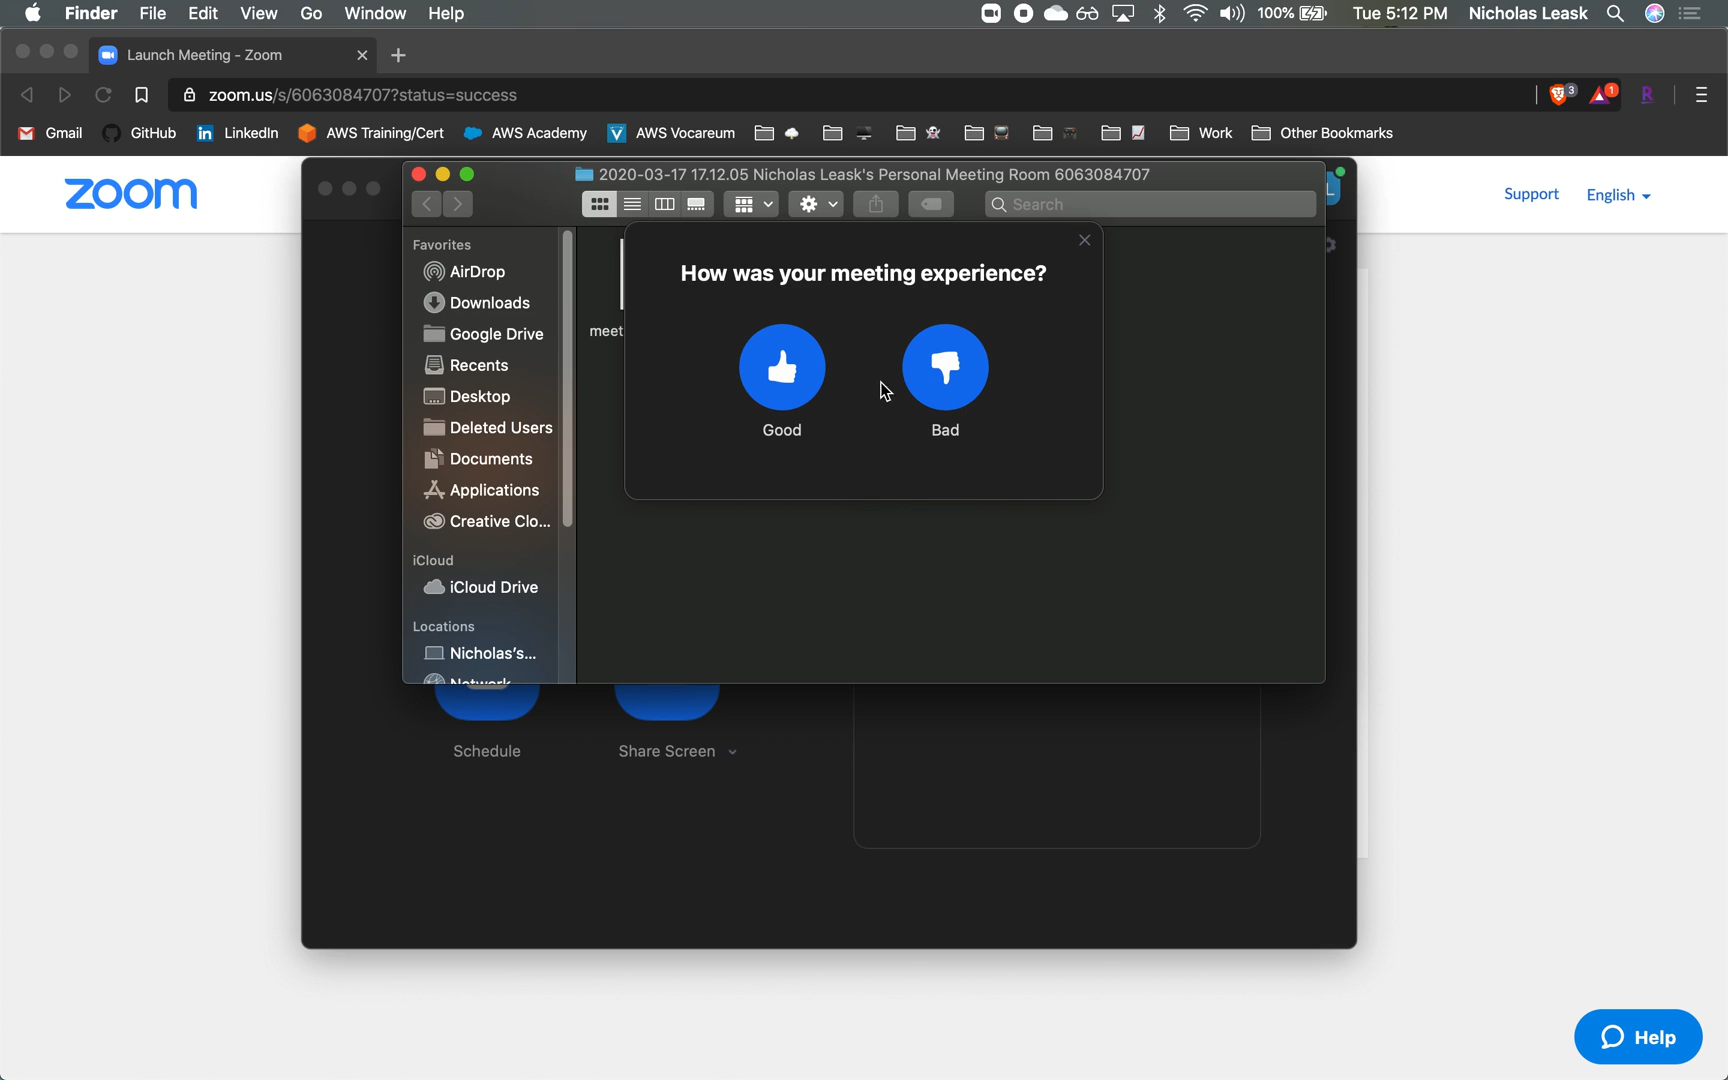 Finder File Edit View Go Window Help 100% Tue 5:12 PM Nicholas Leask
Launch Meeting - Zoom
zoom.us/s/6063084707?status=success 3 1
Gmail GitHub LinkedIn AWS Training/Cert AWS Academy AWS Vocareum Work Other Bookmarks
zoom
Support English
2020-03-17 17.12.05 Nicholas Leask's Personal Meeting Room 6063084707
L
Search
Favorites
AirDrop
Downloads
Google Drive
Recents
Desktop
Deleted Users
Documents
Applications
Creative Clo...
iCloud
iCloud Drive
Locations
Nicholas's...
Network
meet
How was your meeting experience?
Good Bad
Schedule Share Screen
Help